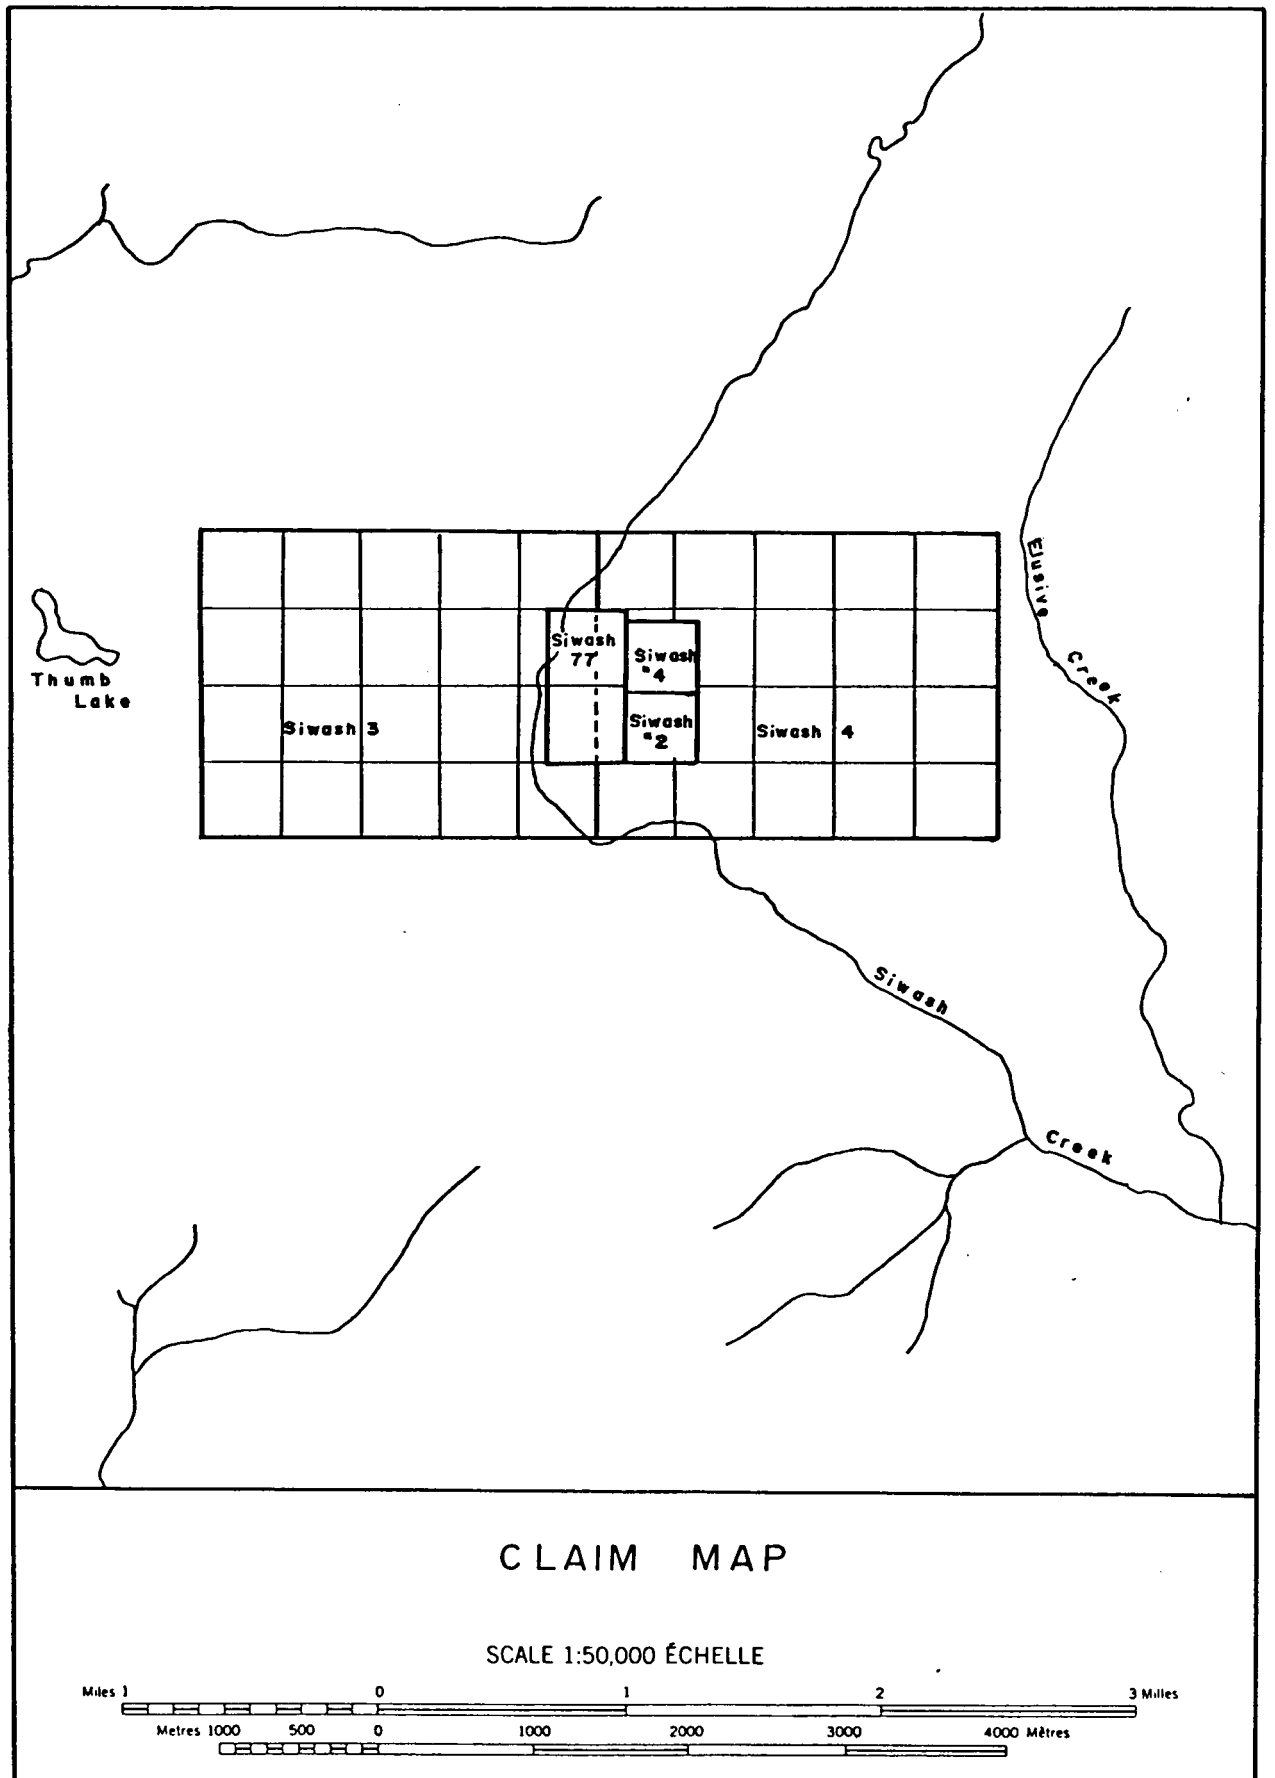 Elusive
Creek
Thumb
Lake
Siwash
77
Siwash
"4
Siwash
"2
Siwash 3
Siwash 4
Siwash
Creek
CLAIM MAP
SCALE 1:50,000 ÉCHELLE
Miles 1 0 1 2 3 Milles
Metres 1000 500 0 1000 2000 3000 4000 Mètres